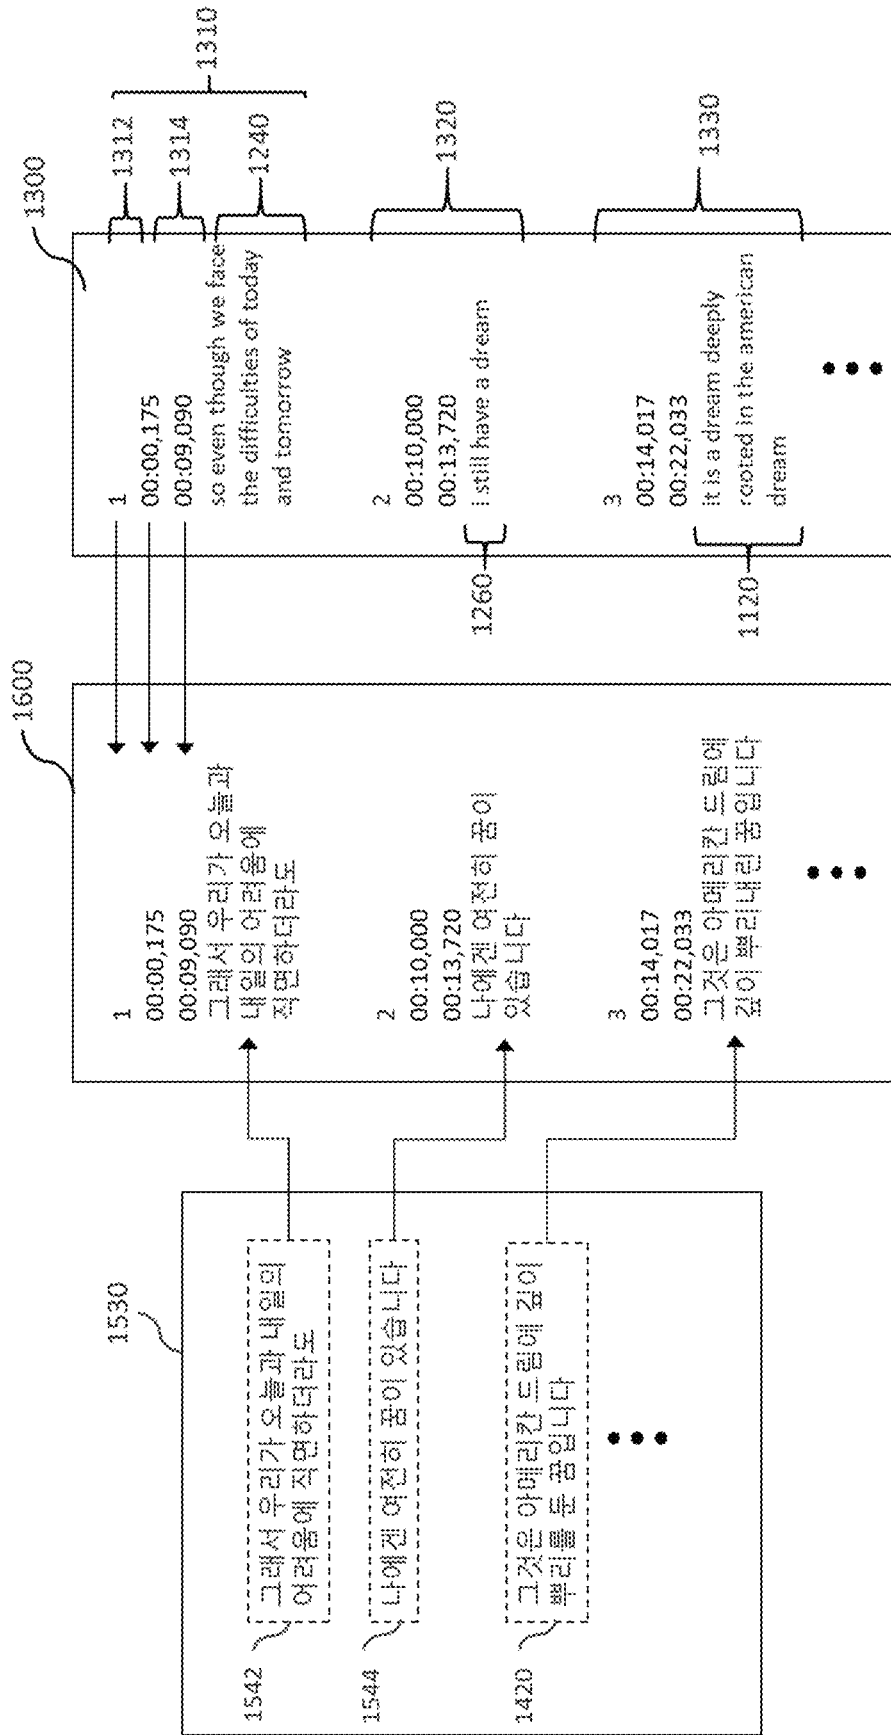 1530
1542
그래서 우리가 오늘과 내일의
어려움에 직면하더라도
1544
나에겐 여전히 꿈이 있습니다
1420
그것은 아메리칸 드림에 깊이
뿌리를 둔 꿈입니다
1600
1
00:00,175
00:09,090
그래서 우리가 오늘과
내일의 어려움에
직면하더라도
2
00:10,000
00:13,720
나에겐 여전히 꿈이
있습니다
3
00:14,017
00:22,033
그것은 아메리칸 드림에
깊이 뿌리내린 꿈입니다
1300
1
00:00,175
00:09,090
so even though we face
the difficulties of today
and tomorrow
2
00:10,000
00:13,720
i still have a dream
3
00:14,017
00:22,033
it is a dream deeply
rooted in the american
dream
1260
1120
1312
1314
1240
1310
1320
1330